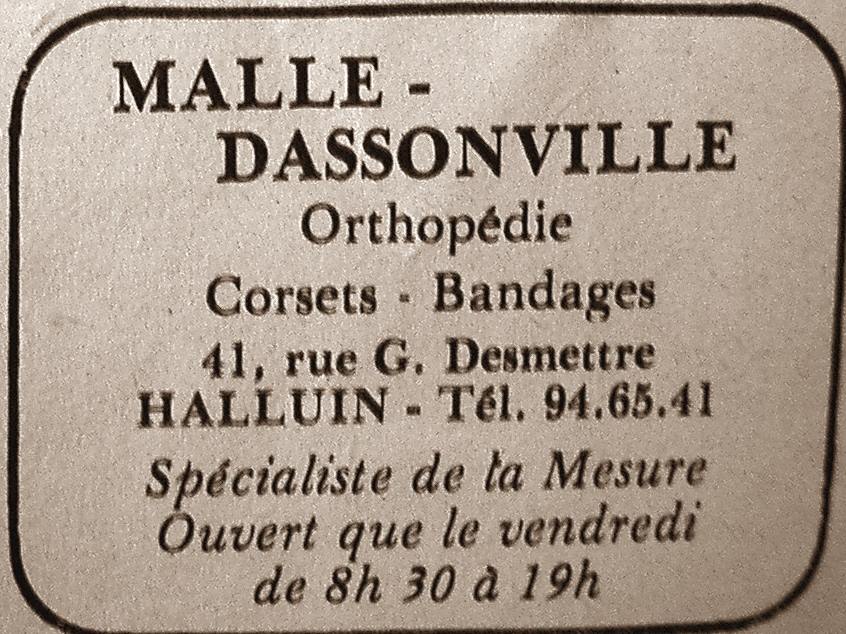 MALLE -
DASSONVILLE
Orthopédie
Corsets - Bandages
41, rue G. Desmettre
HALLUIN - Tél. 94.65.41
Spécialiste de la Mesure
Ouvert que le vendredi
de 8h 30 à 19h